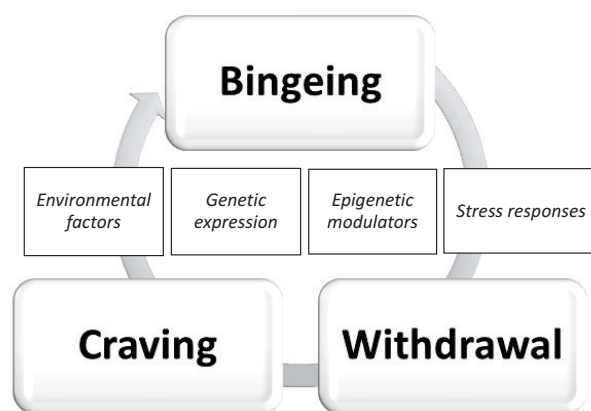 Bingeing
Environmental
factors
Genetic
expression
Epigenetic
modulators
Stress responses
Craving
Withdrawal